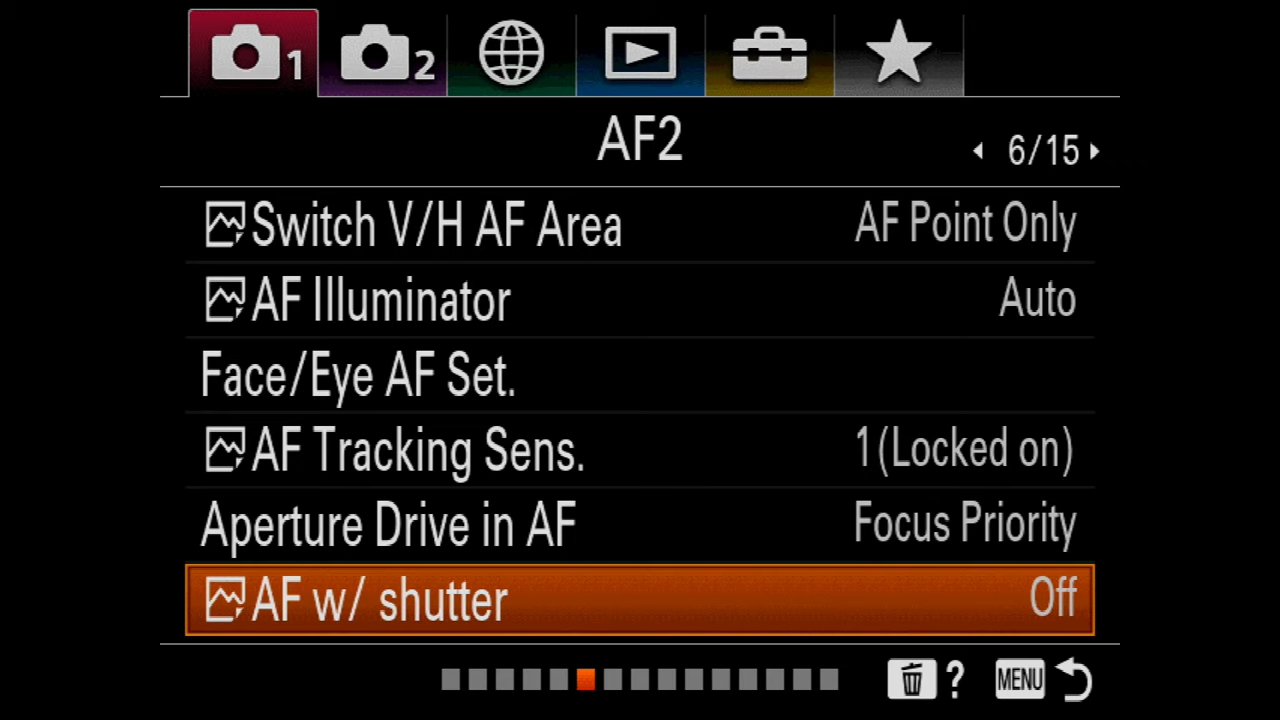 1 2
AF2 6/15
Switch V/H AF Area AF Point Only
AF Illuminator Auto
Face/Eye AF Set.
AF Tracking Sens. 1(Locked on)
Aperture Drive in AF Focus Priority
AF w/ shutter Off
? MENU